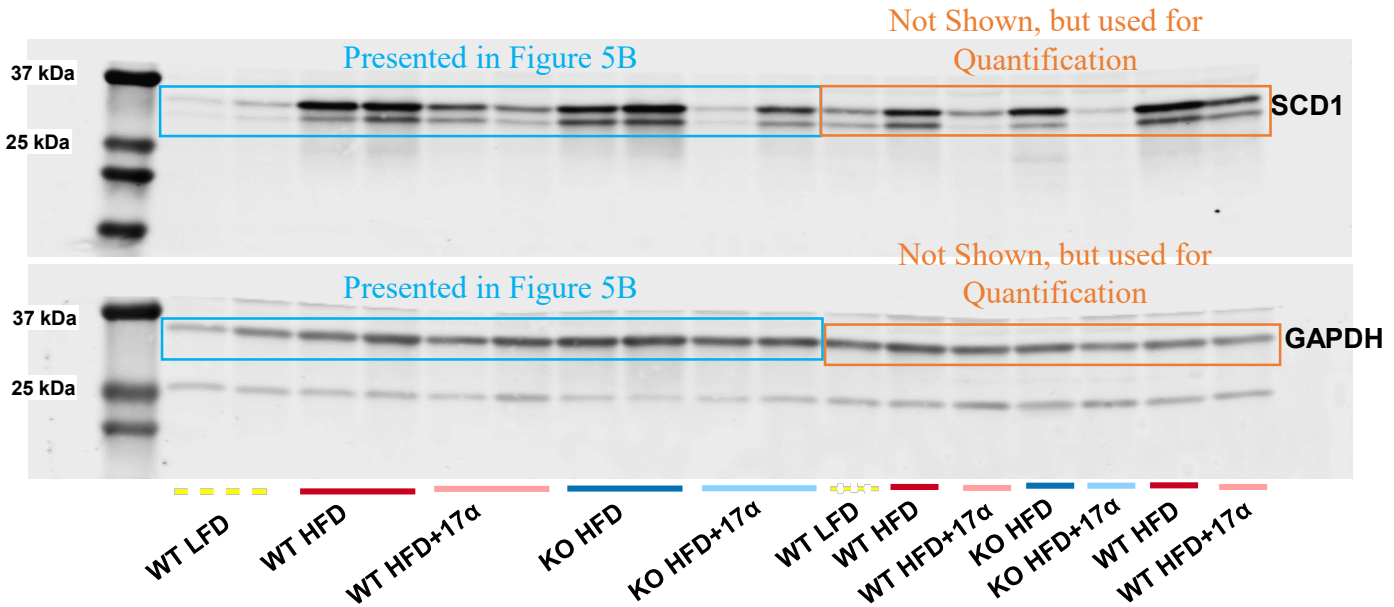 Not Shown, but used for
Quantification
Presented in Figure 5B
37 kDa
SCD1
25 kDa
Not Shown, but used for
Quantification
Presented in Figure 5B
37 kDa
GAPDH
25 kDa
WT LFD
WT HFD
WT HFD+17α
KO HFD
KO HFD+17α
WT LFD
WT HFD
WT HFD+17α
KO HFD
KO HFD+17α
WT HFD
WT HFD+17α